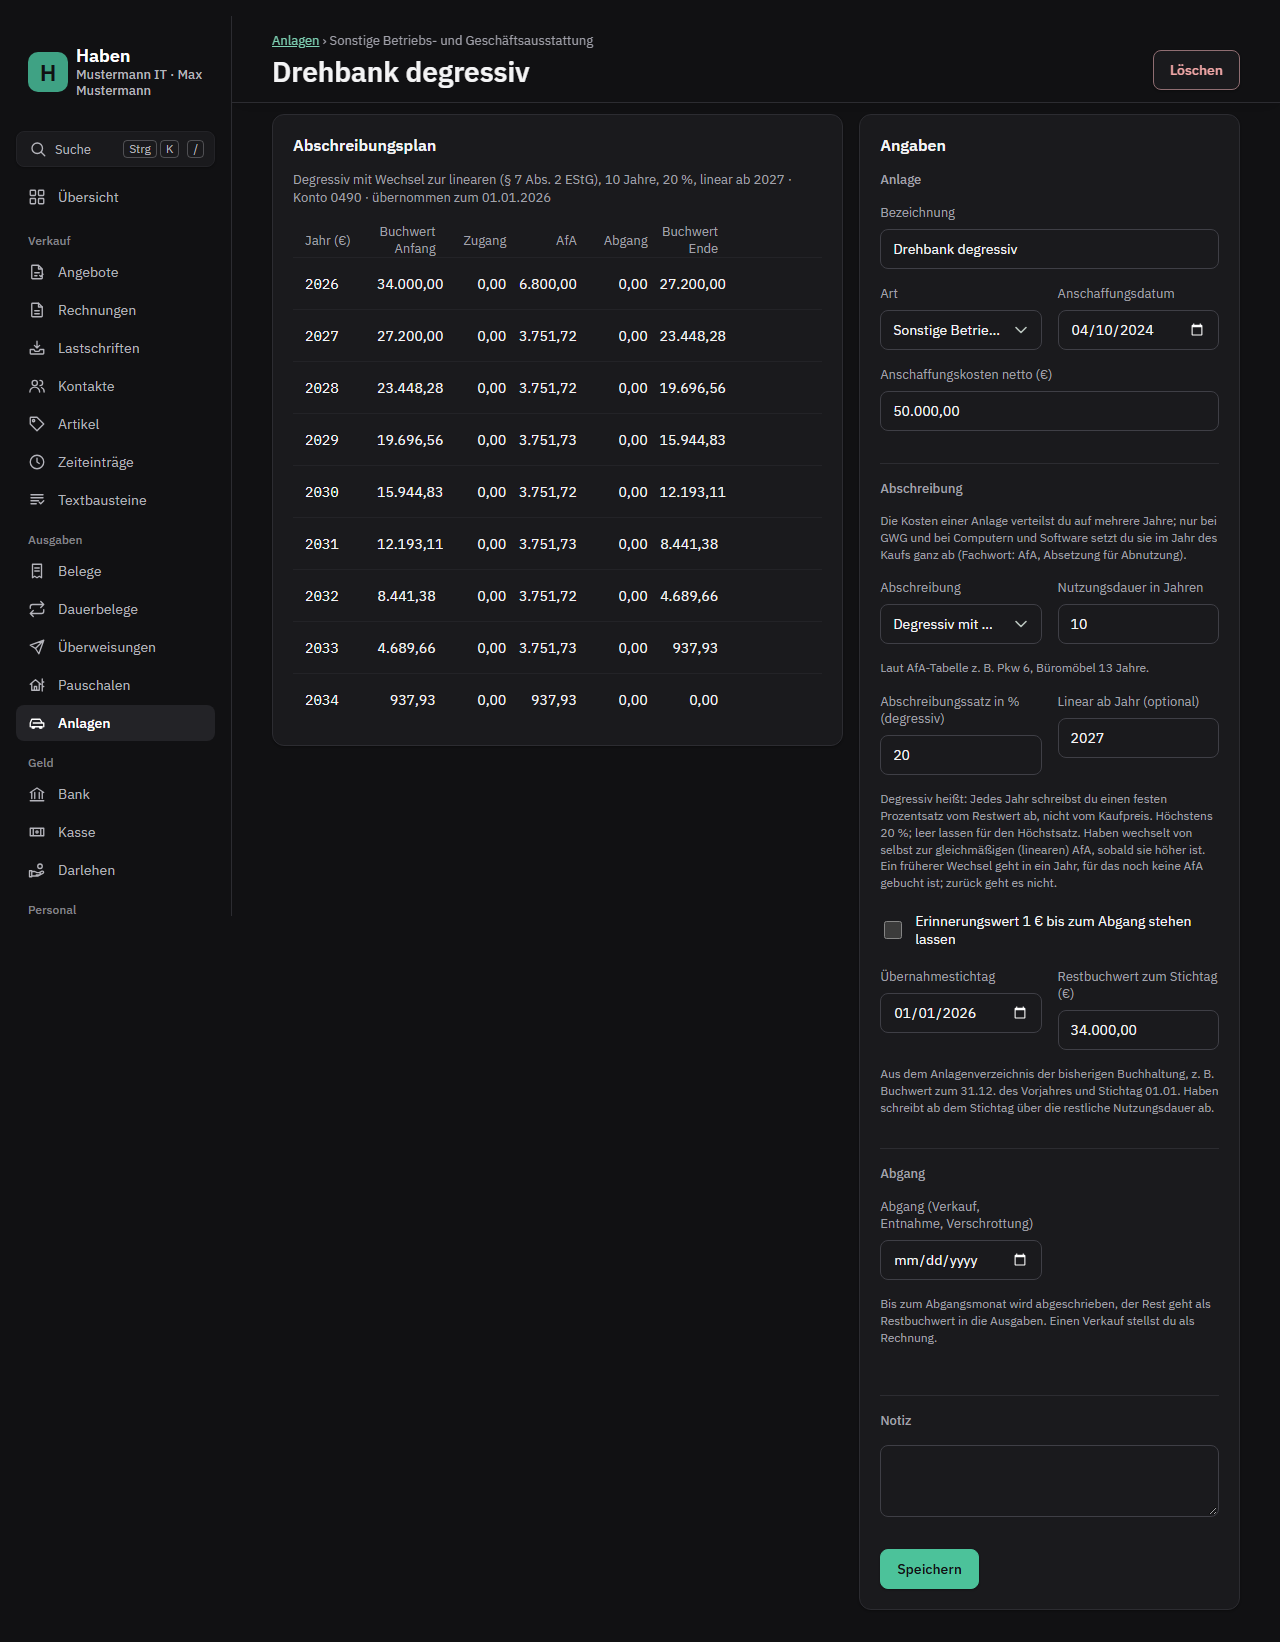 Haben
Mustermann IT · Max
Mustermann
Suche Strg K /
Übersicht
Verkauf
Angebote
Rechnungen
Lastschriften
Kontakte
Artikel
Zeiteinträge
Textbausteine
Ausgaben
Belege
Dauerbelege
Überweisungen
Pauschalen
Anlagen
Geld
Bank
Kasse
Darlehen
Personal
Anlagen › Sonstige Betriebs- und Geschäftsausstattung
Drehbank degressiv
Löschen
Abschreibungsplan
Degressiv mit Wechsel zur linearen (§ 7 Abs. 2 EStG), 10 Jahre, 20 %, linear ab 2027 ·
Konto 0490 · übernommen zum 01.01.2026
Jahr (€) Buchwert Anfang Zugang AfA Abgang Buchwert Ende
2026 34.000,00 0,00 6.800,00 0,00 27.200,00
2027 27.200,00 0,00 3.751,72 0,00 23.448,28
2028 23.448,28 0,00 3.751,72 0,00 19.696,56
2029 19.696,56 0,00 3.751,73 0,00 15.944,83
2030 15.944,83 0,00 3.751,72 0,00 12.193,11
2031 12.193,11 0,00 3.751,73 0,00 8.441,38
2032 8.441,38 0,00 3.751,72 0,00 4.689,66
2033 4.689,66 0,00 3.751,73 0,00 937,93
2034 937,93 0,00 937,93 0,00 0,00
Angaben
Anlage
Bezeichnung
Drehbank degressiv
Art Anschaffungsdatum
Sonstige Betrie... 04/10/2024
Anschaffungskosten netto (€)
50.000,00
Abschreibung
Die Kosten einer Anlage verteilst du auf mehrere Jahre; nur bei
GWG und bei Computern und Software setzt du sie im Jahr des
Kaufs ganz ab (Fachwort: AfA, Absetzung für Abnutzung).
Abschreibung Nutzungsdauer in Jahren
Degressiv mit ... 10
Laut AfA-Tabelle z. B. Pkw 6, Büromöbel 13 Jahre.
Abschreibungssatz in % (degressiv) Linear ab Jahr (optional)
20 2027
Degressiv heißt: Jedes Jahr schreibst du einen festen
Prozentsatz vom Restwert ab, nicht vom Kaufpreis. Höchstens
20 %; leer lassen für den Höchstsatz. Haben wechselt von
selbst zur gleichmäßigen (linearen) AfA, sobald sie höher ist.
Ein früherer Wechsel geht in ein Jahr, für das noch keine AfA
gebucht ist; zurück geht es nicht.
Erinnerungswert 1 € bis zum Abgang stehen
lassen
Übernahmestichtag Restbuchwert zum Stichtag (€)
01/01/2026 34.000,00
Aus dem Anlagenverzeichnis der bisherigen Buchhaltung, z. B.
Buchwert zum 31.12. des Vorjahres und Stichtag 01.01. Haben
schreibt ab dem Stichtag über die restliche Nutzungsdauer ab.
Abgang
Abgang (Verkauf,
Entnahme, Verschrottung)
mm/dd/yyyy
Bis zum Abgangsmonat wird abgeschrieben, der Rest geht als
Restbuchwert in die Ausgaben. Einen Verkauf stellst du als
Rechnung.
Notiz
Speichern